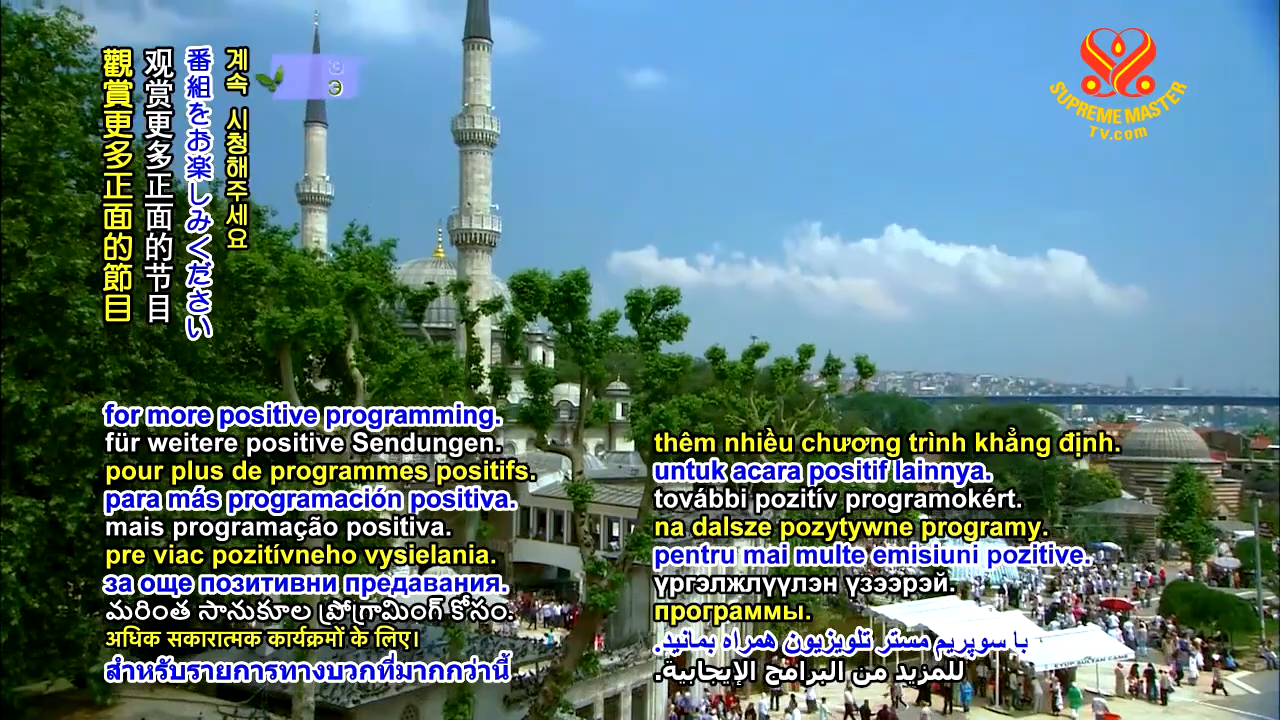 觀賞更多正面的節目
观赏更多正面的节目
番組をお楽しみください
계속 시청해주세요
SUPREME MASTER
TV.com
for more positive programming.
für weitere positive Sendungen.
pour plus de programmes positifs.
para más programación positiva.
mais programação positiva.
pre viac pozitívneho vysielania.
за още позитивни предавания.
మరింత సానుకూల ప్రోగ్రామింగ్ కోసం.
अधिक सकारात्मक कार्यक्रमों के लिए।
สำหรับรายการทางบวกที่มากกว่านี้
thêm nhiều chương trình khẳng định.
untuk acara positif lainnya.
további pozitív programokért.
na dalsze pozytywne programy.
pentru mai multe emisiuni pozitive.
үргэлжлүүлэн үзээрэй.
программы.
با سوپریم مستر تلویزیون همراه بمانید.
للمزيد من البرامج الإيجابية.
EYUP SULTAN CAMİ